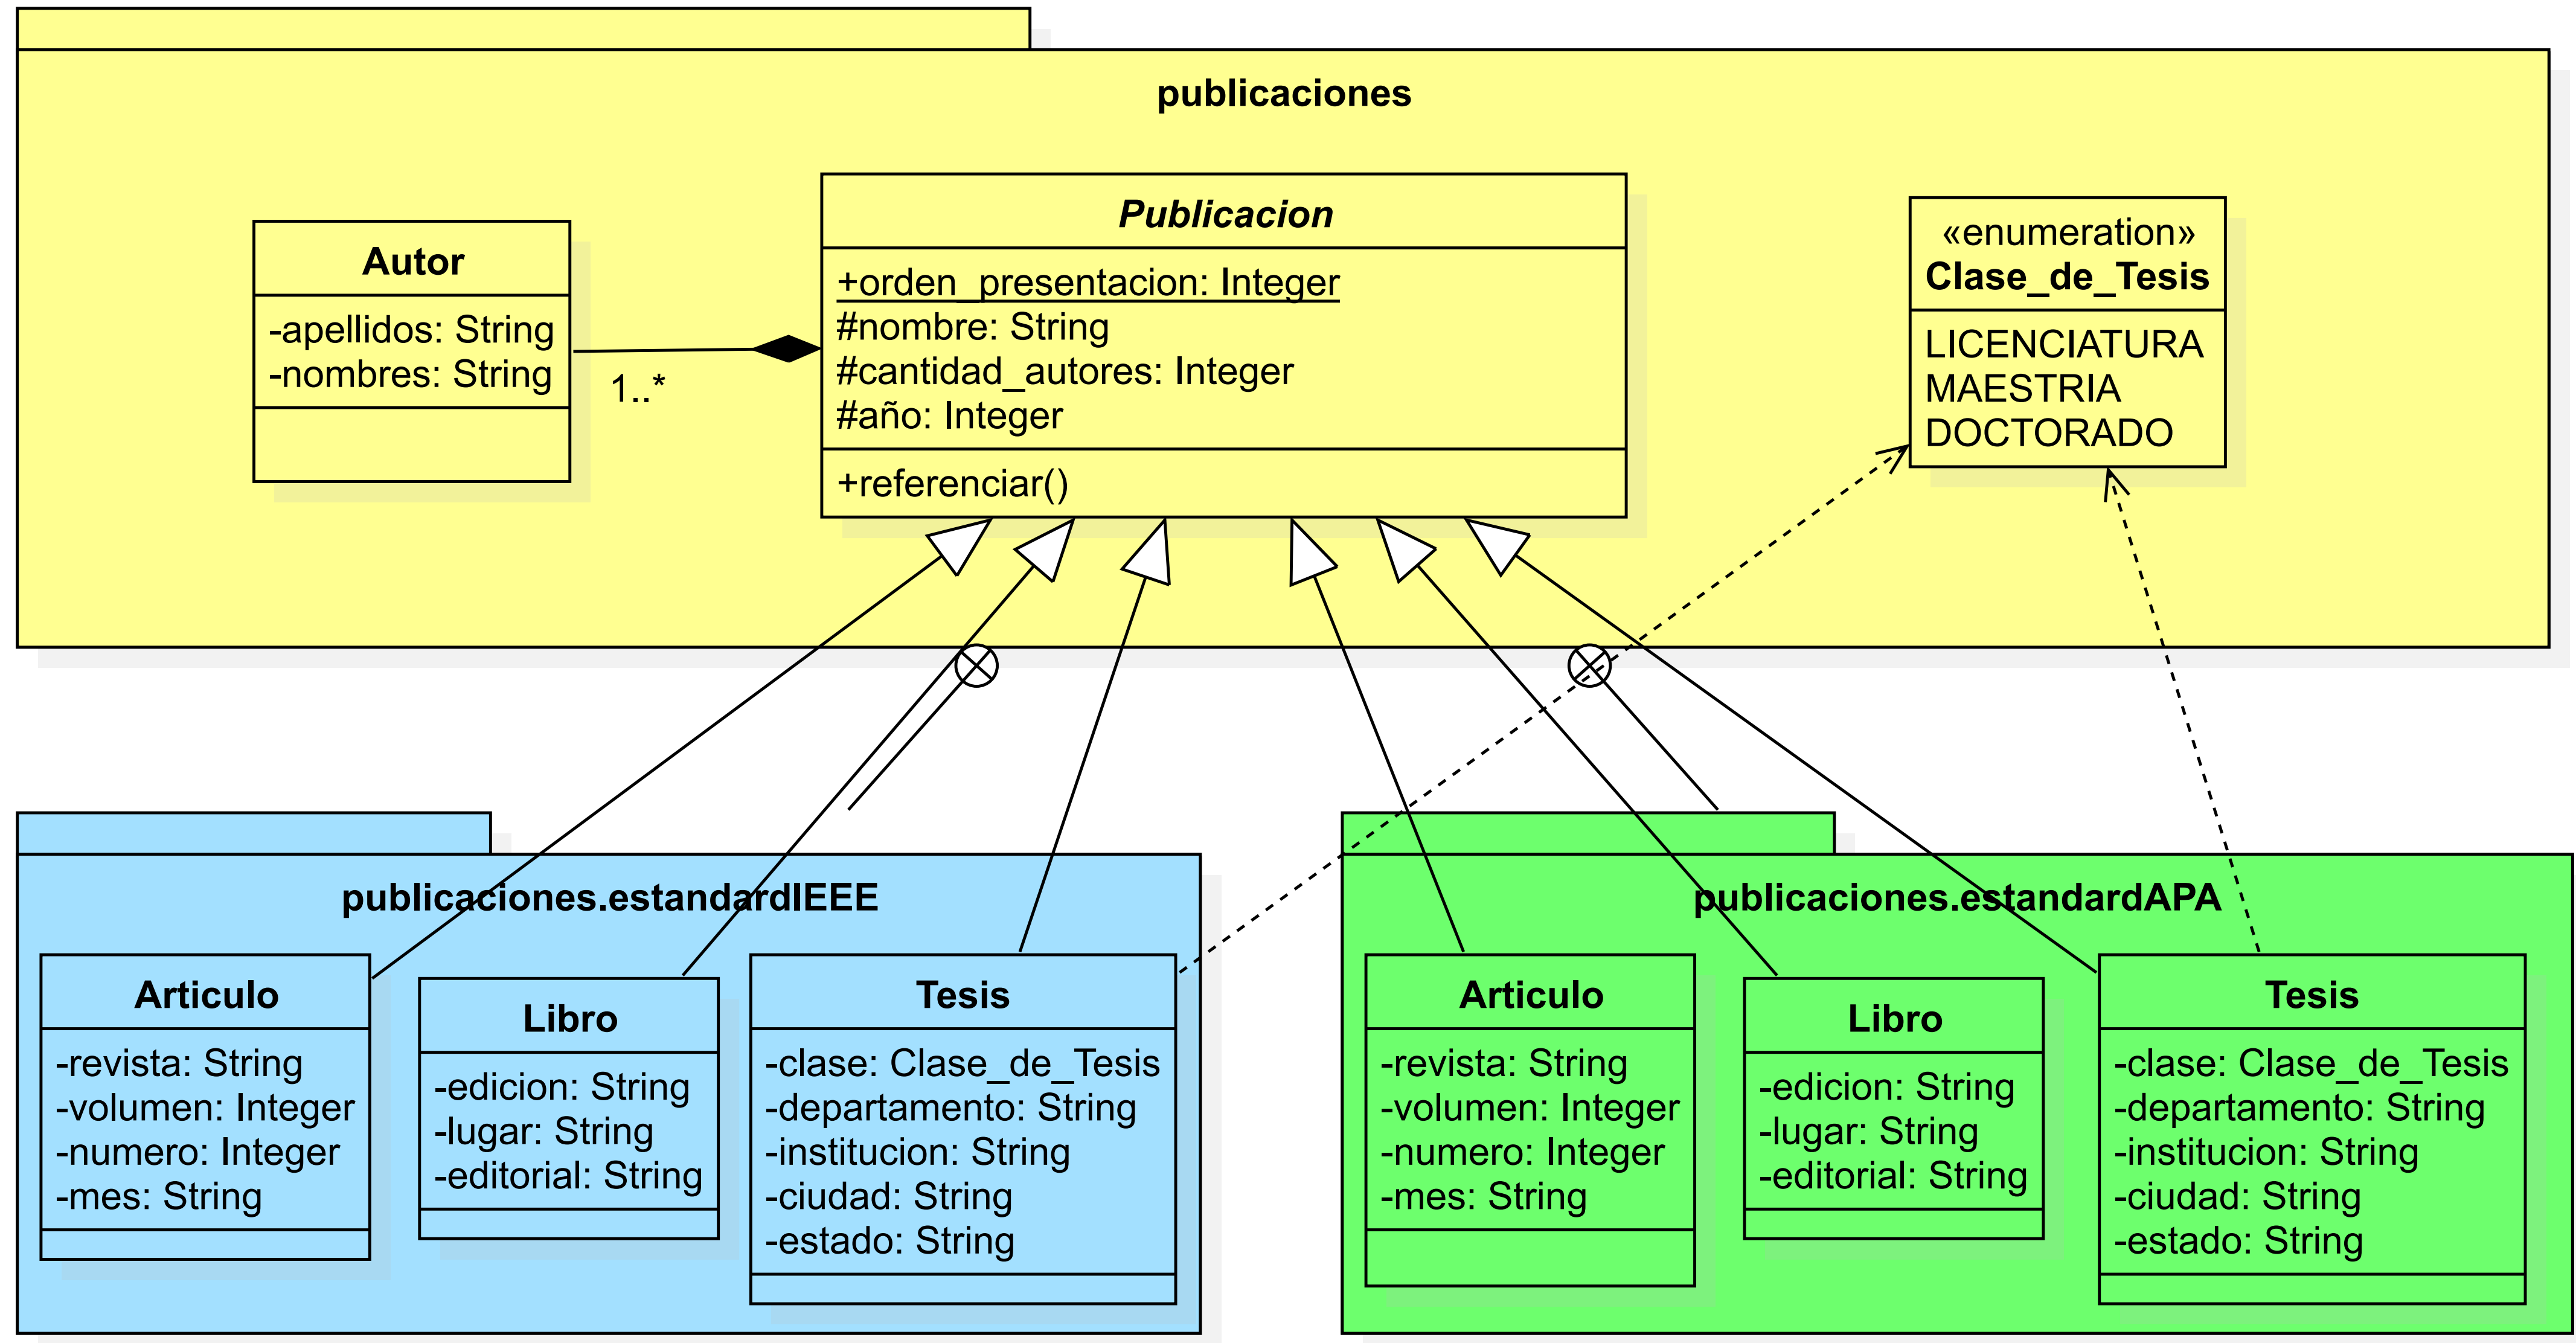 publicaciones
Autor
-apellidos: String
-nombres: String
1..*
Publicacion
+orden_presentacion: Integer
#nombre: String
#cantidad_autores: Integer
#año: Integer
+referenciar()
«enumeration»
Clase_de_Tesis
LICENCIATURA
MAESTRIA
DOCTORADO
publicaciones.estandardIEEE
Articulo
-revista: String
-volumen: Integer
-numero: Integer
-mes: String
Libro
-edicion: String
-lugar: String
-editorial: String
Tesis
-clase: Clase_de_Tesis
-departamento: String
-institucion: String
-ciudad: String
-estado: String
publicaciones.estandardAPA
Articulo
-revista: String
-volumen: Integer
-numero: Integer
-mes: String
Libro
-edicion: String
-lugar: String
-editorial: String
Tesis
-clase: Clase_de_Tesis
-departamento: String
-institucion: String
-ciudad: String
-estado: String